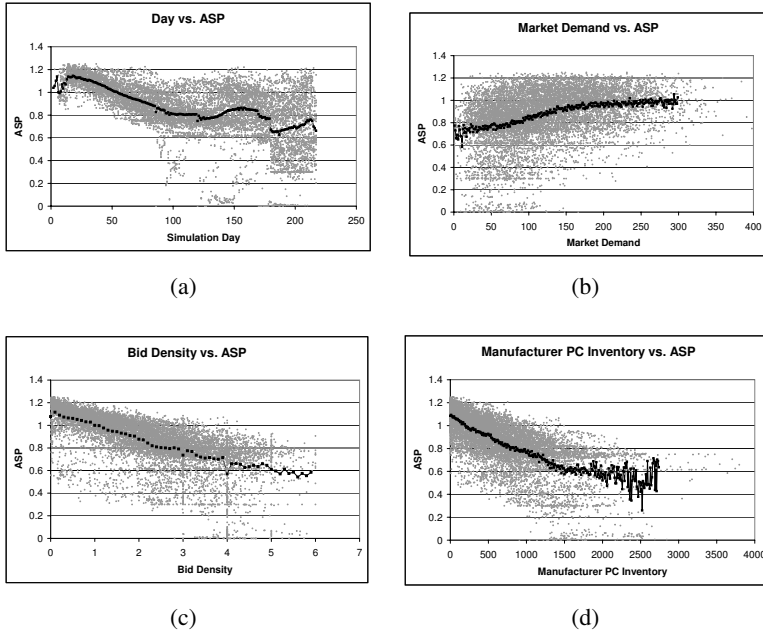 Day vs. ASP
1.4
1.2
1
0.8
0.6
0.4
0.2
0
ASP
0 50 100 150 200 250
Simulation Day
(a)
Market Demand vs. ASP
1.4
1.2
1
0.8
0.6
0.4
0.2
0
ASP
0 50 100 150 200 250 300 350 400
Market Demand
(b)
Bid Density vs. ASP
1.4
1.2
1
0.8
0.6
0.4
0.2
0
ASP
0 1 2 3 4 5 6 7
Bid Density
(c)
Manufacturer PC Inventory vs. ASP
1.4
1.2
1
0.8
0.6
0.4
0.2
0
ASP
0 500 1000 1500 2000 2500 3000 3500 4000
Manufacturer PC Inventory
(d)